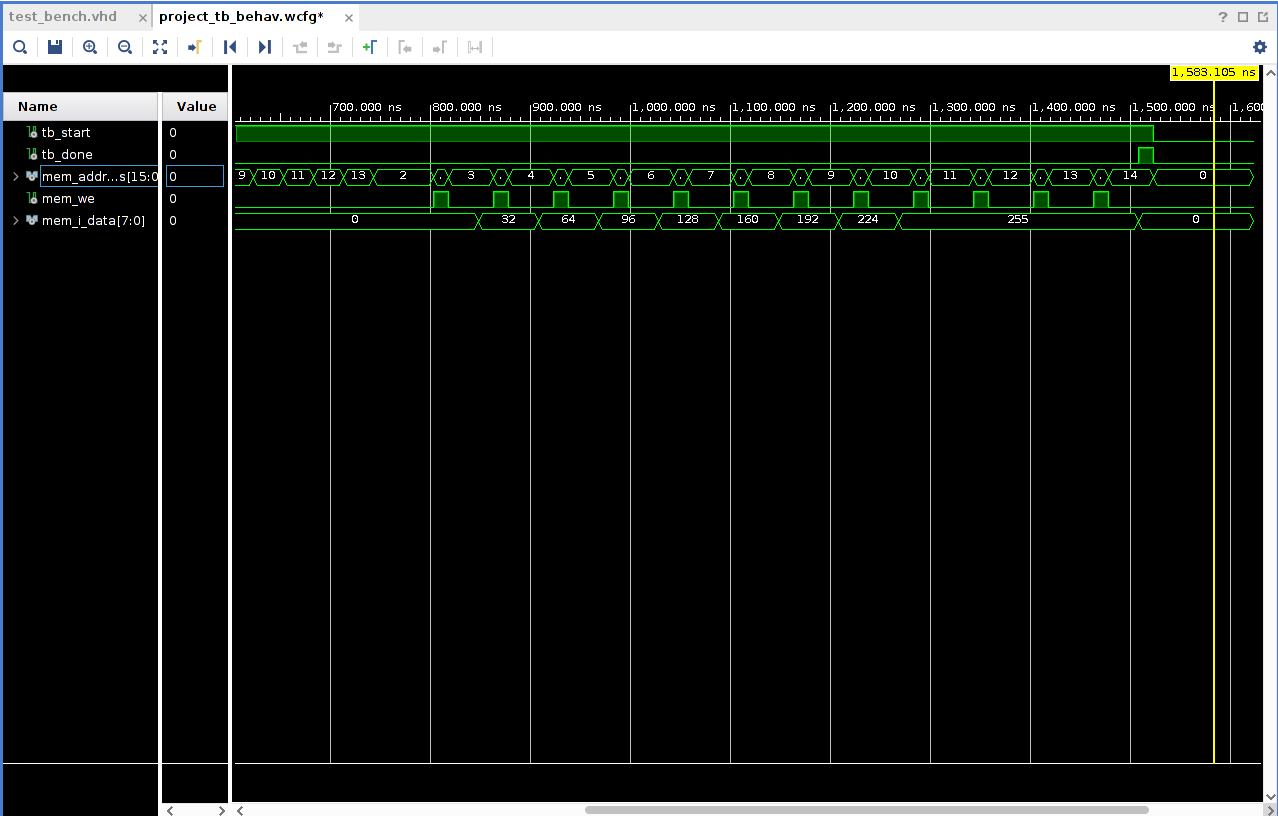 test_bench.vhd × project_tb_behav.wcfg* × ?
1,583.105 ns
Name Value
700.000 ns 800.000 ns 900.000 ns 1,000.000 ns 1,100.000 ns 1,200.000 ns 1,300.000 ns 1,400.000 ns 1,500.000 ns 1,600
tb_start 0
tb_done 0
mem_addr...s[15:0 0 9 10 11 12 13 2 . 3 . 4 . 5 . 6 . 7 . 8 . 9 . 10 . 11 . 12 . 13 . 14 0
mem_we 0
mem_i_data[7:0] 0 0 32 64 96 128 160 192 224 255 0